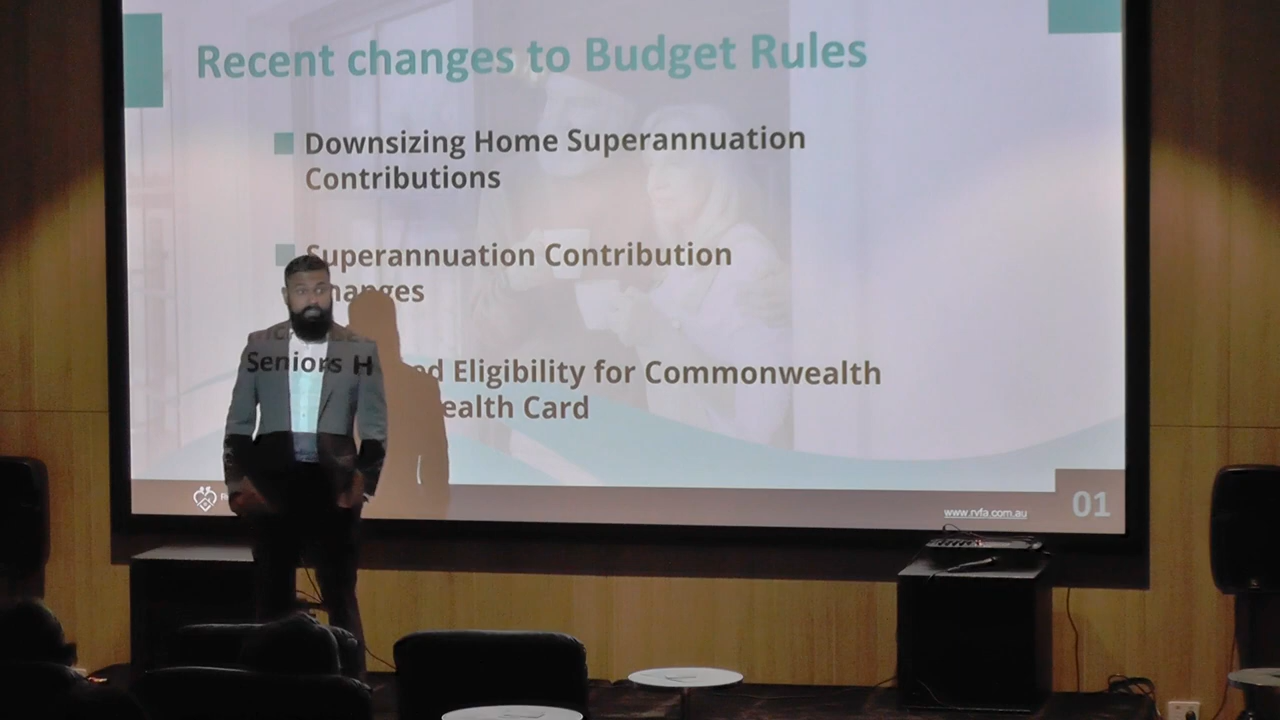 Recent changes to Budget Rules
Downsizing Home Superannuation
Contributions
Superannuation Contribution
hanges
d Eligibility for Commonwealth
Seniors H
ealth Card
www.rvfa.com.au
01